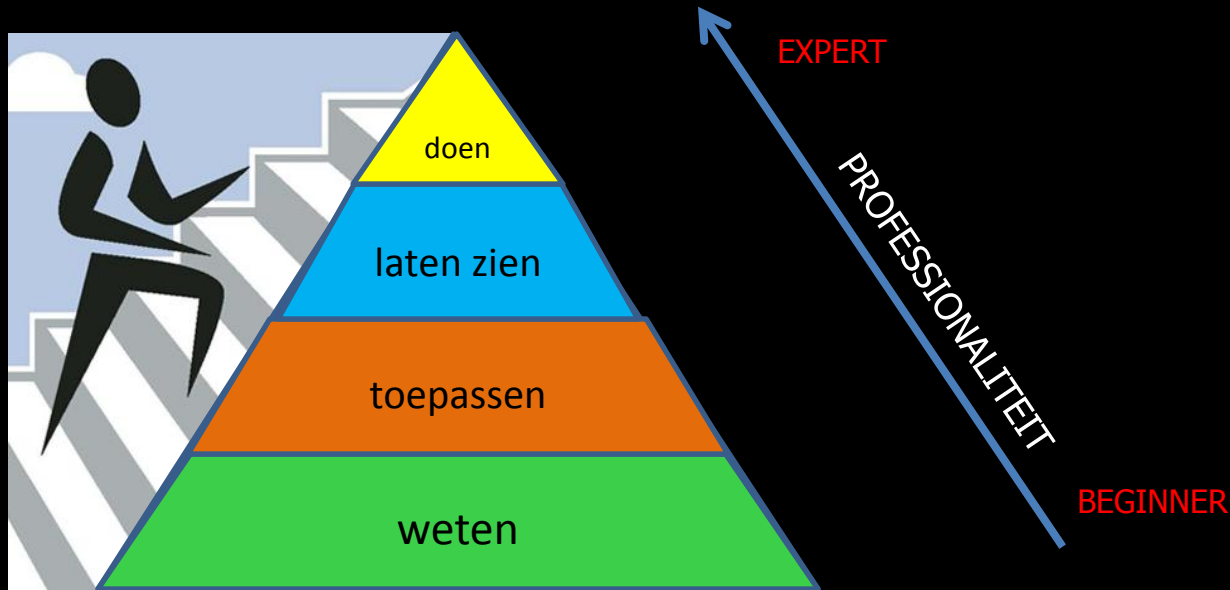 EXPERT
doen
PROFESSIONALITEIT
laten zien
toepassen
BEGINNER
weten